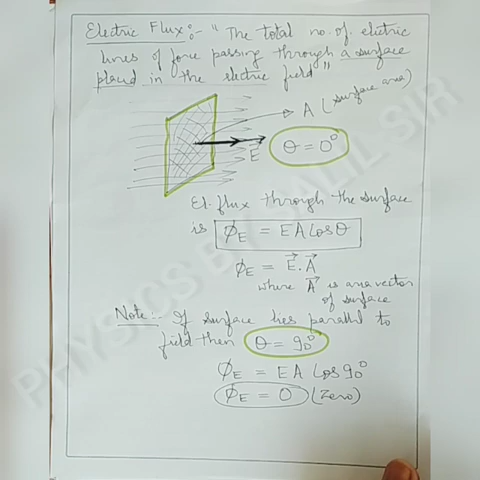 Electric Flux :- "The total no. of electric
lines of force passing through a surface
placed in the electric field"
A (surface area)
E
θ = 0°
El. flux through the surface
is ϕE = EA Cosθ
ϕE = E⃗ . A⃗
where A⃗ is area vector
of surface
Note :- If surface lies parallel to
field then θ = 90°
ϕE = EA Cos 90°
ϕE = 0 (zero)
PHYSICS BY SALIL SIR